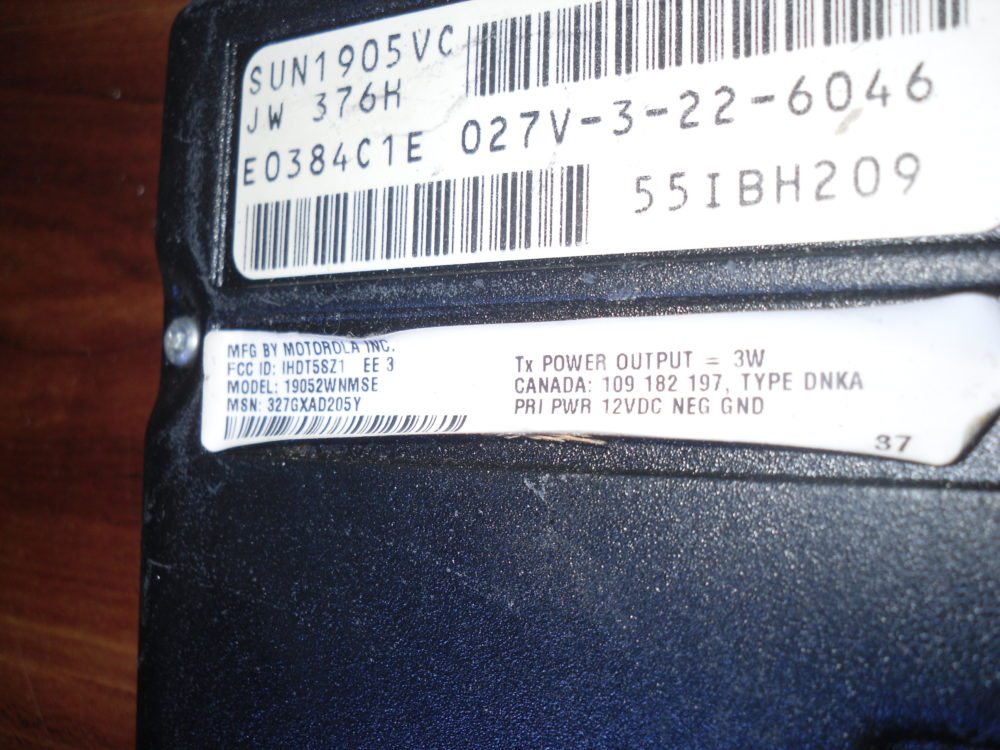 SUN1905VC
JW 376H
E0384C1E 027V-3-22-6046
55IBH209
MFG BY MOTOROLA INC.
FCC ID: IHDT5SZ1 EE 3
MODEL: 19052WNMSE
MSN: 327GXAD205Y
Tx POWER OUTPUT = 3W
CANADA: 109 182 197, TYPE DNKA
PRI PWR 12VDC NEG GND
37